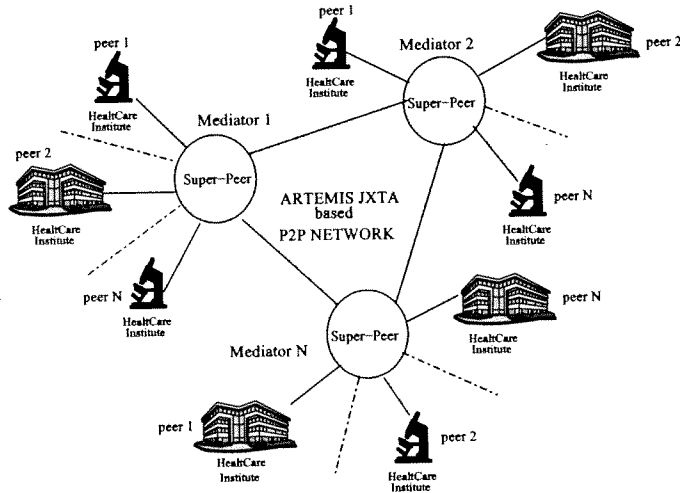 peer 1
HealtCare
Institute
Mediator 1
Super-Peer
peer 2
HealtCare
Institute
peer N
HealtCare
Institute
peer 1
HealtCare
Institute
Mediator 2
Super-Peer
peer 2
HealtCare
Institute
peer N
HealtCare
Institute
ARTEMIS JXTA
based
P2P NETWORK
Mediator N
Super-Peer
peer N
HealtCare
Institute
peer 1
HealtCare
Institute
peer 2
HealtCare
Institute